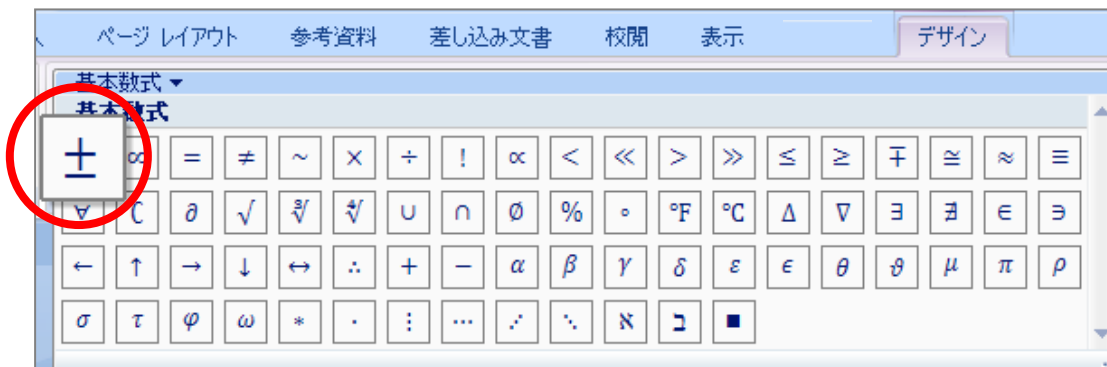 ページ レイアウト 参考資料 差し込み文書 校閲 表示 デザイン
基本数式
基本数式
± ∞ = ≠ ~ × ÷ ! ∝ < ≪ > ≫ ≤ ≥ ∓ ≅ ≈ ≡
∀ ∁ ∂ √ ∛ ∜ ∪ ∩ ∅ % ° °F °C ∆ ∇ ∃ ∄ ∈ ∋
← ↑ → ↓ ↔ ∴ + − α β γ δ ε ϵ θ ϑ μ π ρ
σ τ φ ω * ∙ ⋮ ⋯ ⋰ ⋱ ℵ ℶ ■